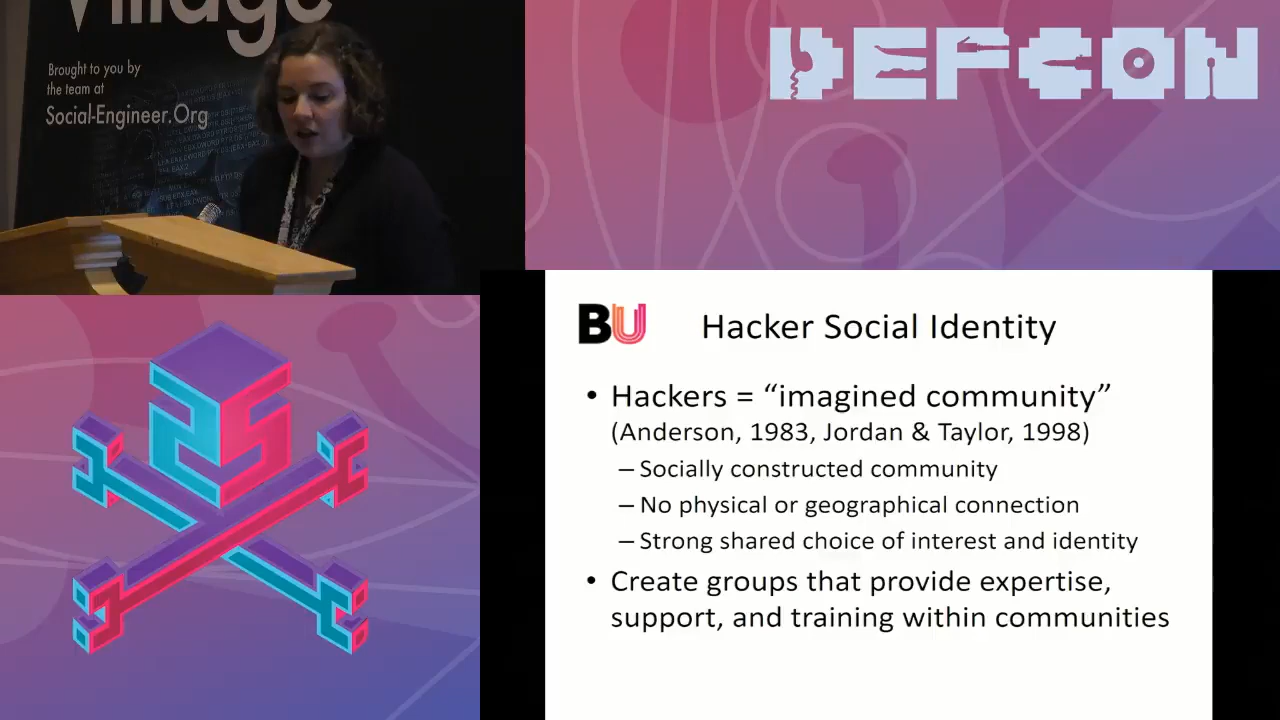 Village
Brought to you by
the team at
Social-Engineer.Org
DEFCON
BU
Hacker Social Identity
• Hackers = “imagined community”
(Anderson, 1983, Jordan & Taylor, 1998)
– Socially constructed community
– No physical or geographical connection
– Strong shared choice of interest and identity
• Create groups that provide expertise,
support, and training within communities